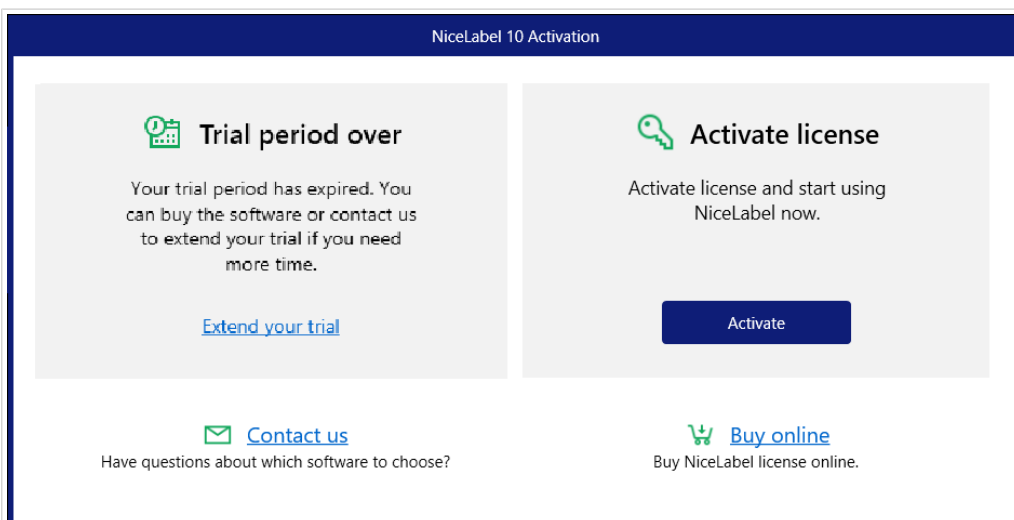 NiceLabel 10 Activation
Trial period over
Your trial period has expired. You
can buy the software or contact us
to extend your trial if you need
more time.
Extend your trial
Activate license
Activate license and start using
NiceLabel now.
Activate
Contact us
Have questions about which software to choose?
Buy online
Buy NiceLabel license online.